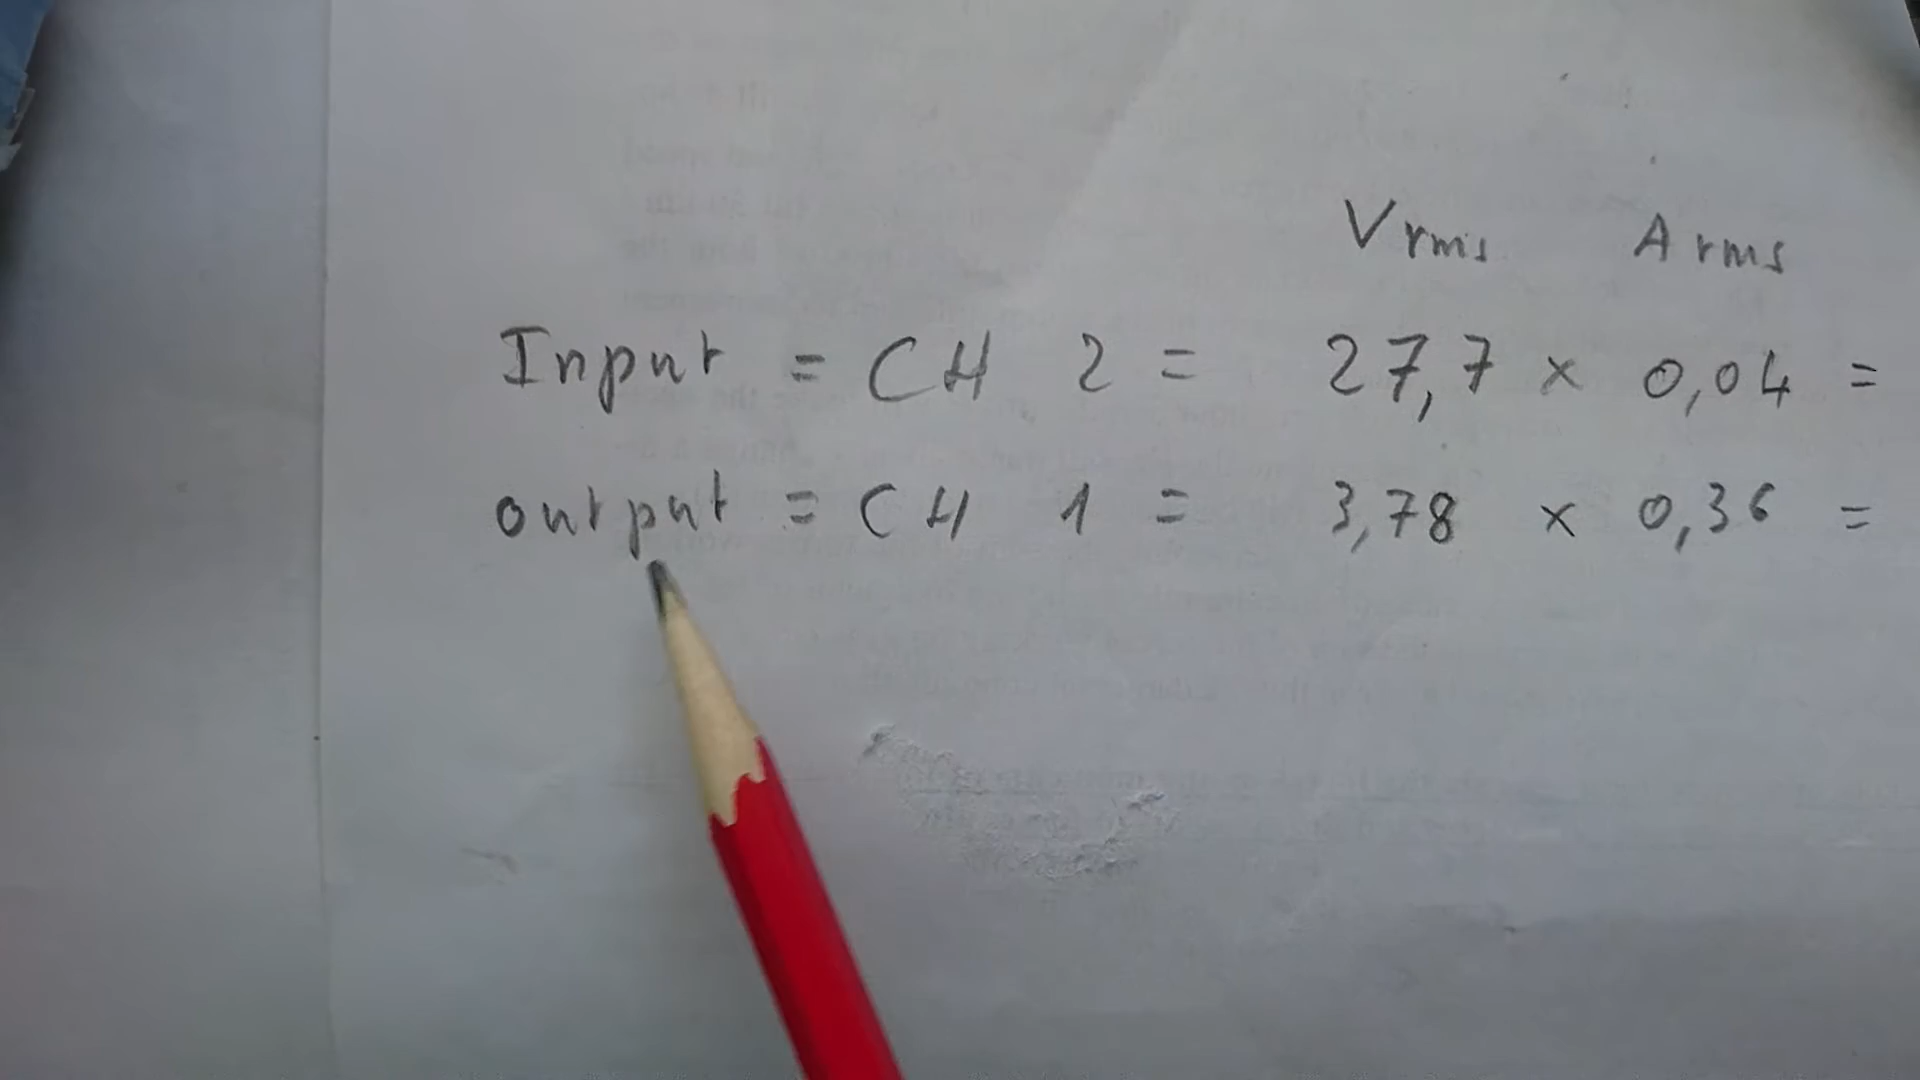 Vrms Arms
Input = CH 2 = 27,7 x 0,04 =
output = CH 1 = 3,78 x 0,36 =